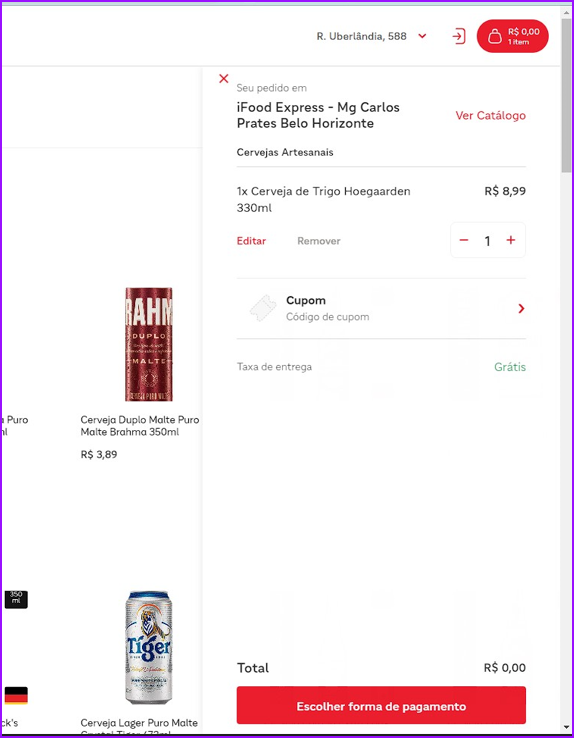 R. Uberlândia, 588
R$ 0,00
1 item
Seu pedido em
iFood Express - Mg Carlos
Prates Belo Horizonte
Ver Catálogo
Cervejas Artesanais
1x Cerveja de Trigo Hoegaarden
330ml
R$ 8,99
Editar
Remover
1
Cupom
Código de cupom
Taxa de entrega
Grátis
RAHM
DUPLO
MALTE
Puro
Cerveja Duplo Malte Puro
Malte Brahma 350ml
R$ 3,89
350
ml
Tiger
ck's
Cerveja Lager Puro Malte
Crystal Tiger 473ml
Total
R$ 0,00
Escolher forma de pagamento